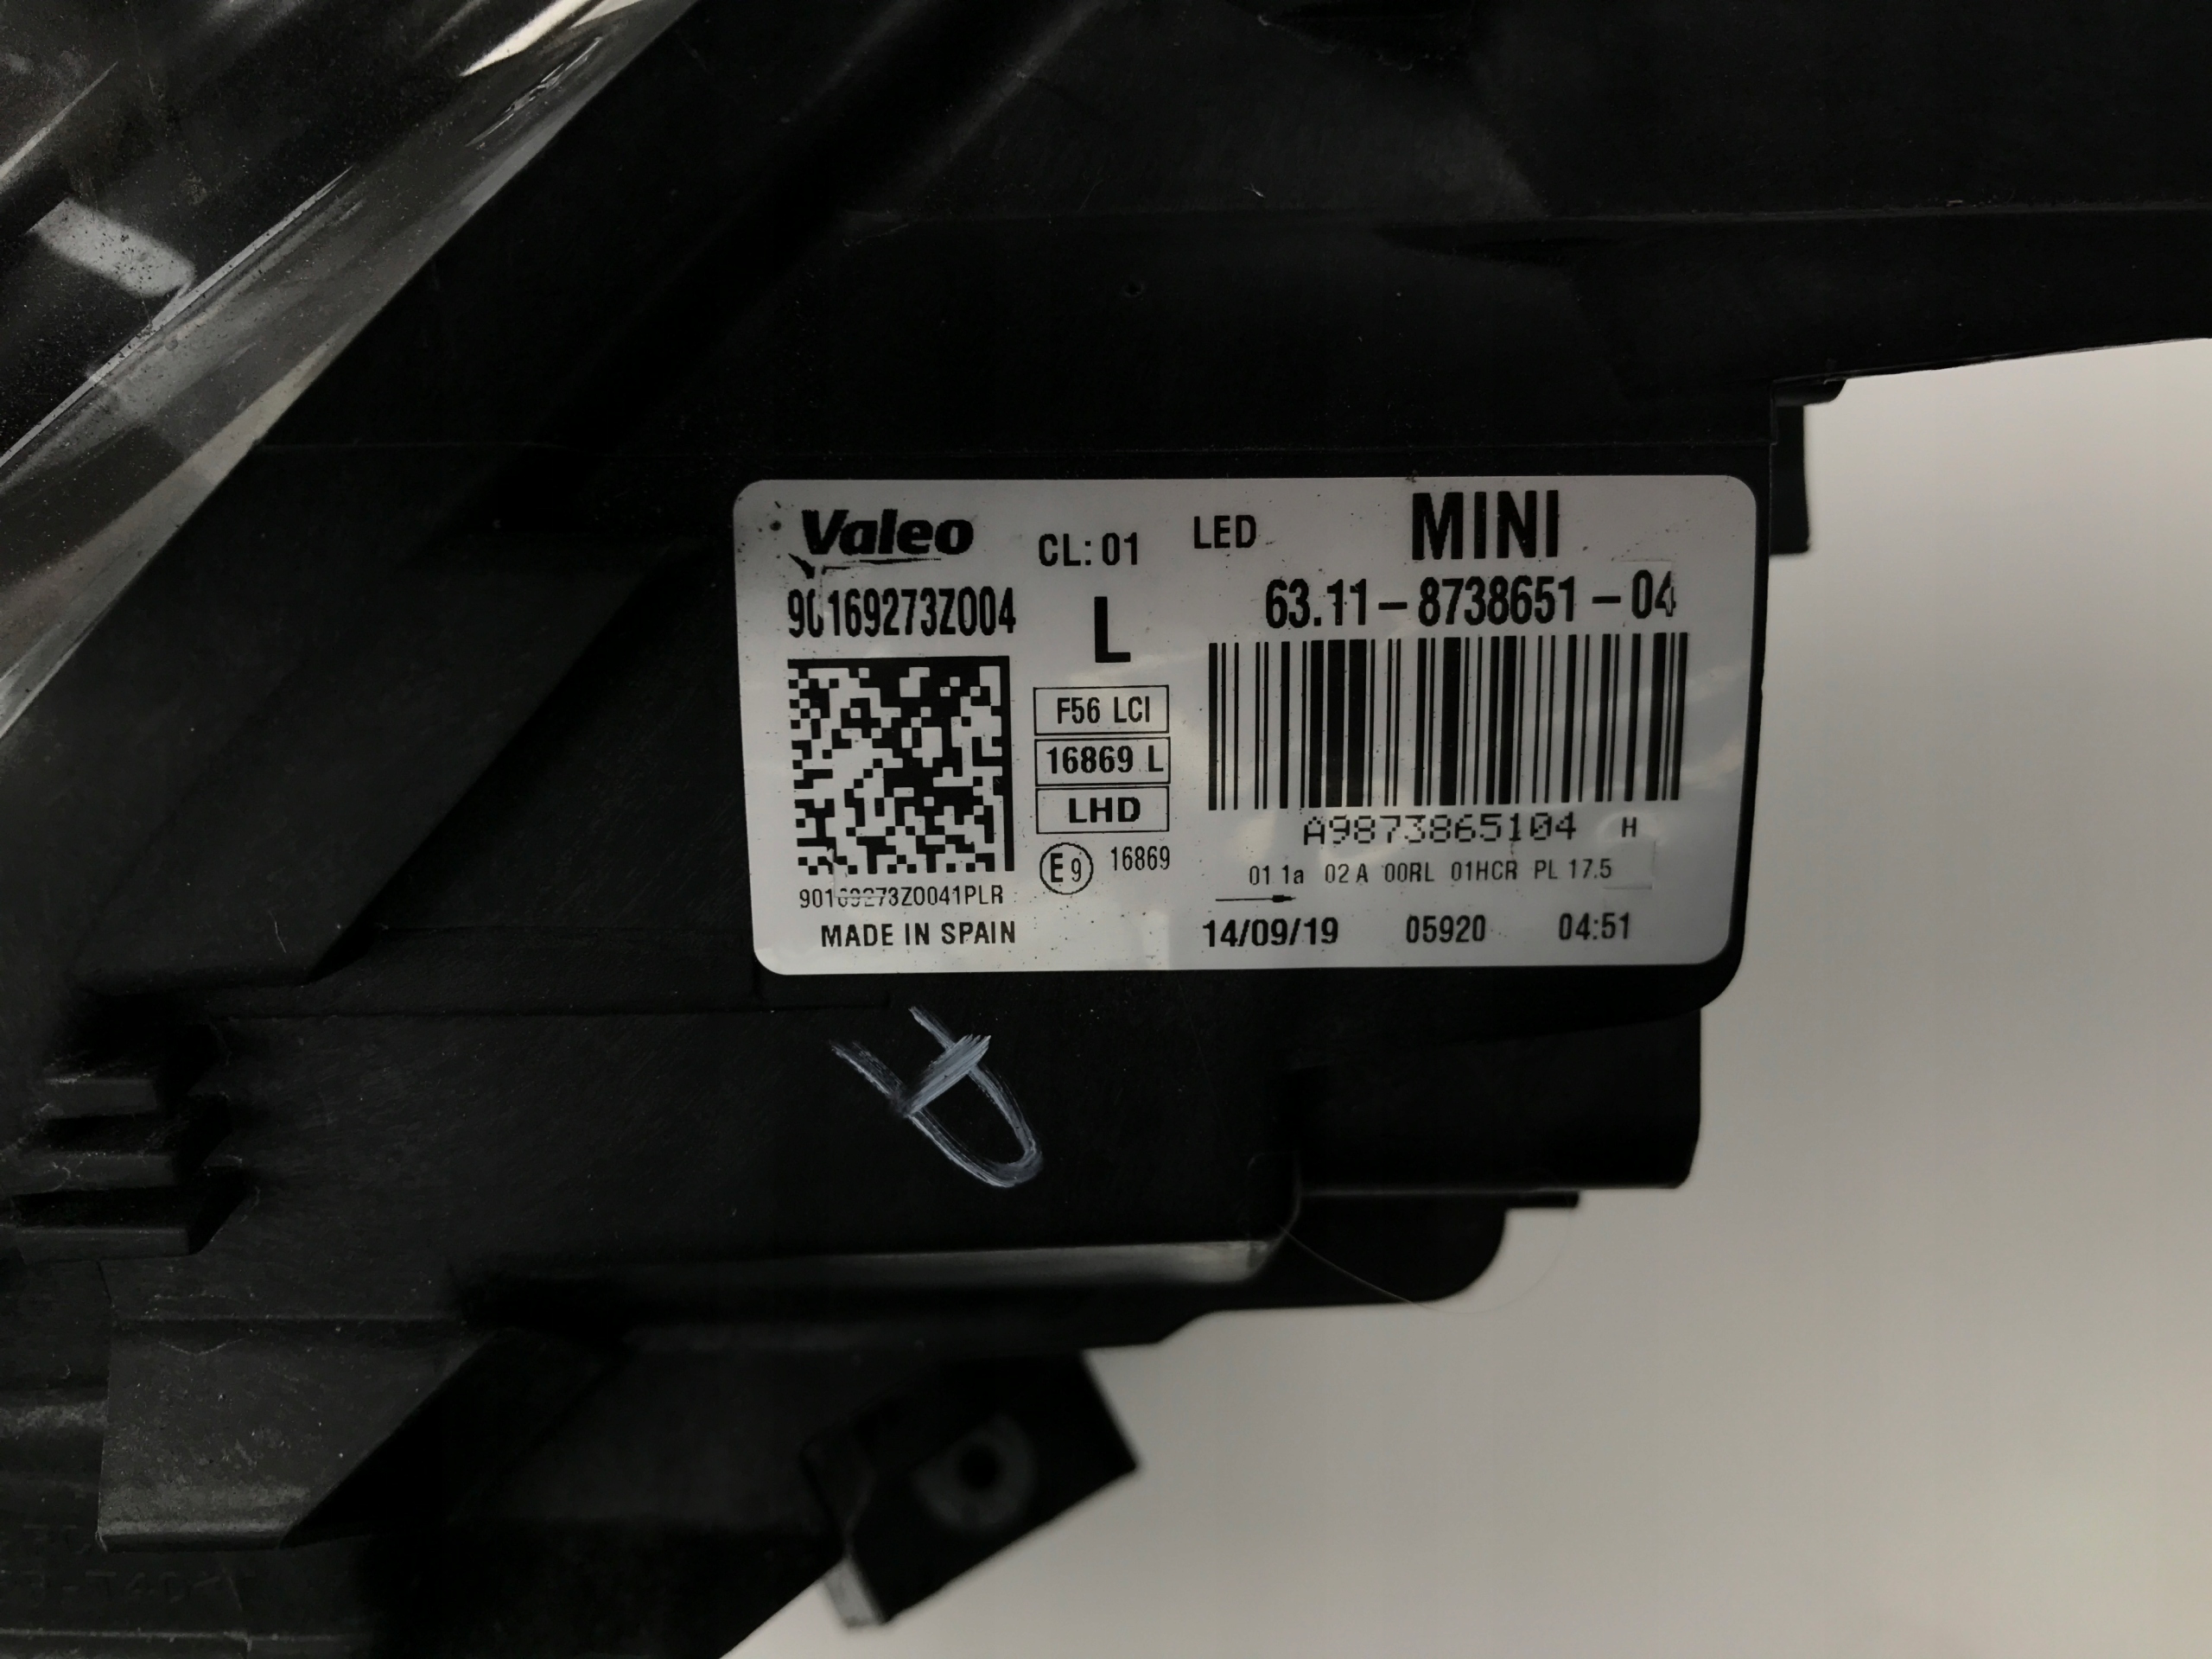 Valeo
CL: 01
LED
MINI
90169273Z004
L
63.11-8738651-04
F56 LCI
16869 L
LHD
A9873865104 H
E9 16869
01 1a 02 A 00RL 01HCR PL 17.5
90169273Z0041PLR
MADE IN SPAIN
14/09/19 05920 04:51